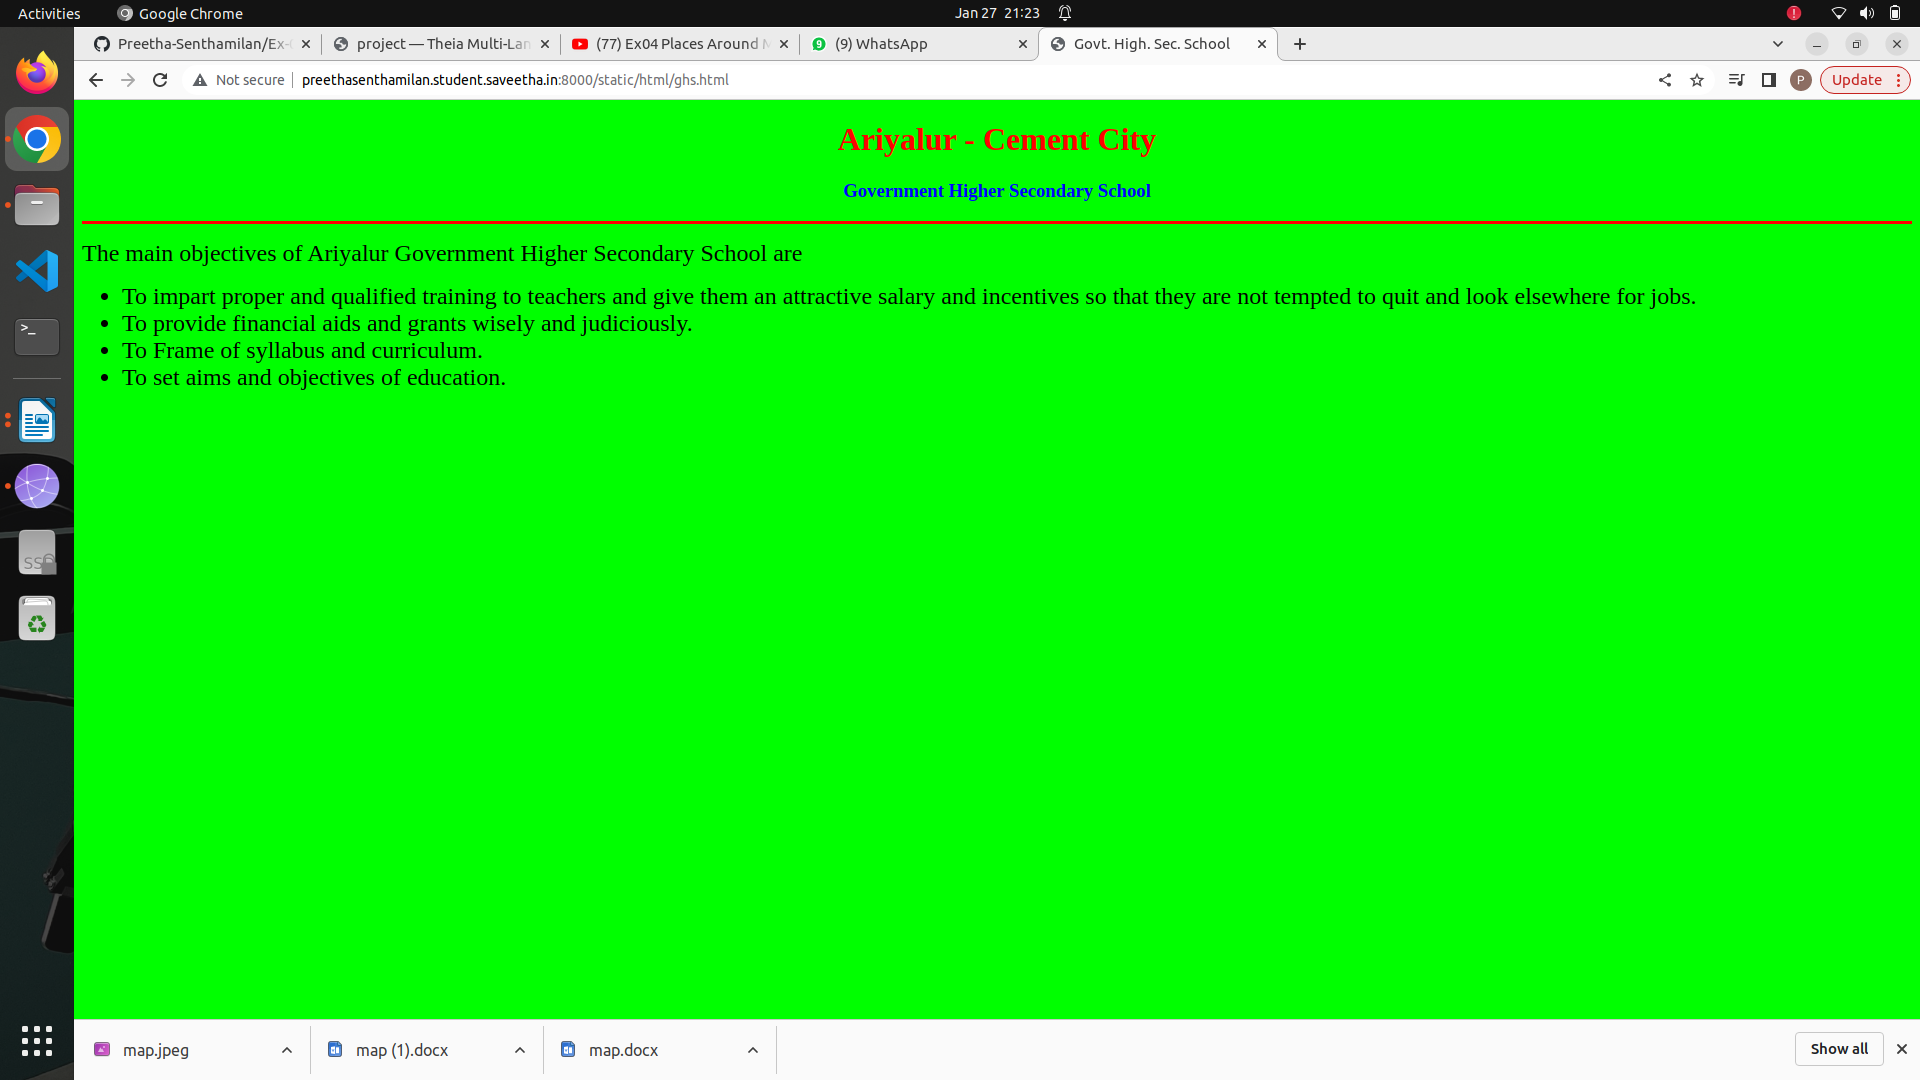 Activities Google Chrome Jan 27 21:23
Preetha-Senthamilan/Ex- project — Theia Multi-Lan (77) Ex04 Places Around M (9) WhatsApp Govt. High. Sec. School
Not secure preethasenthamilan.student.saveetha.in:8000/static/html/ghs.html P Update
Ariyalur - Cement City
Government Higher Secondary School
The main objectives of Ariyalur Government Higher Secondary School are
• To impart proper and qualified training to teachers and give them an attractive salary and incentives so that they are not tempted to quit and look elsewhere for jobs.
• To provide financial aids and grants wisely and judiciously.
• To Frame of syllabus and curriculum.
• To set aims and objectives of education.
map.jpeg map (1).docx map.docx Show all